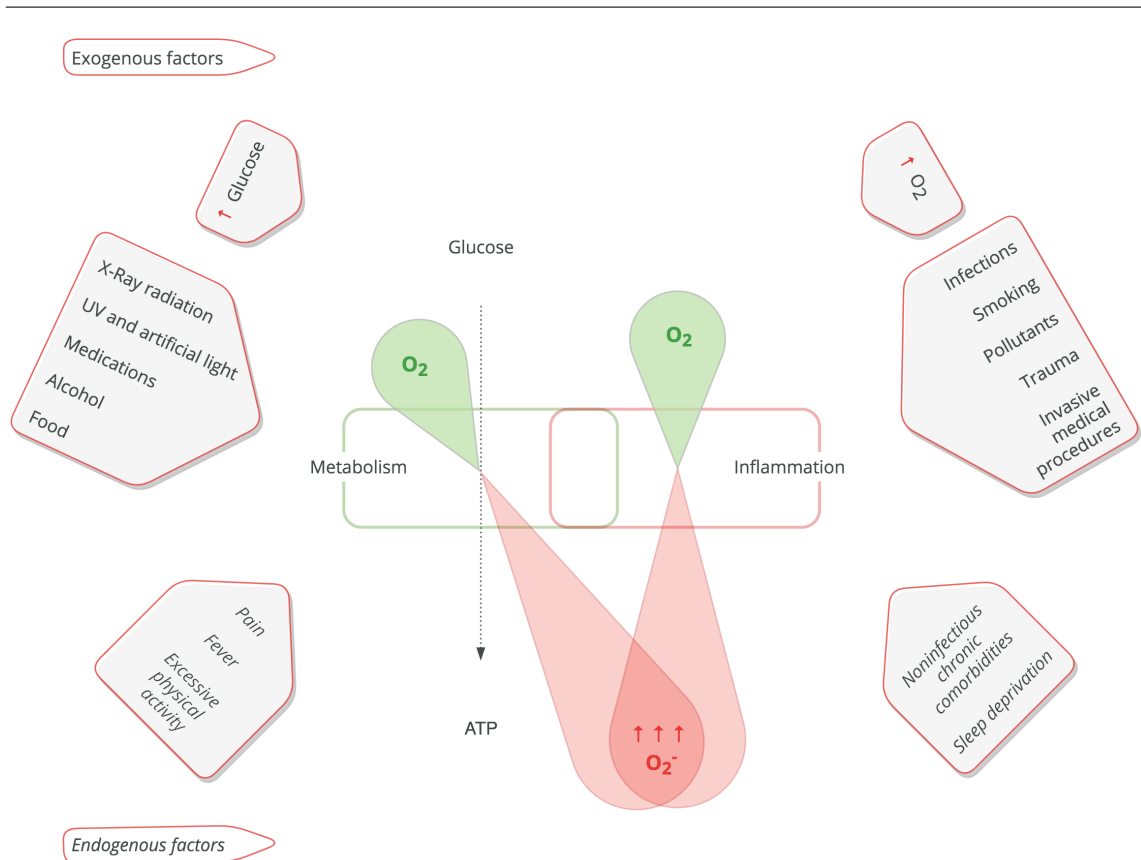 Exogenous factors
↑ Glucose
X-Ray radiation
UV and artificial light
Medications
Alcohol
Food
Glucose
O₂
O₂
Metabolism
Inflammation
ATP
↑ ↑ ↑
O₂⁻
↑ O2
Infections
Smoking
Pollutants
Trauma
Invasive
medical
procedures
Pain
Fever
Excessive
physical
activity
Noninfectious
chronic
comorbidities
Sleep deprivation
Endogenous factors